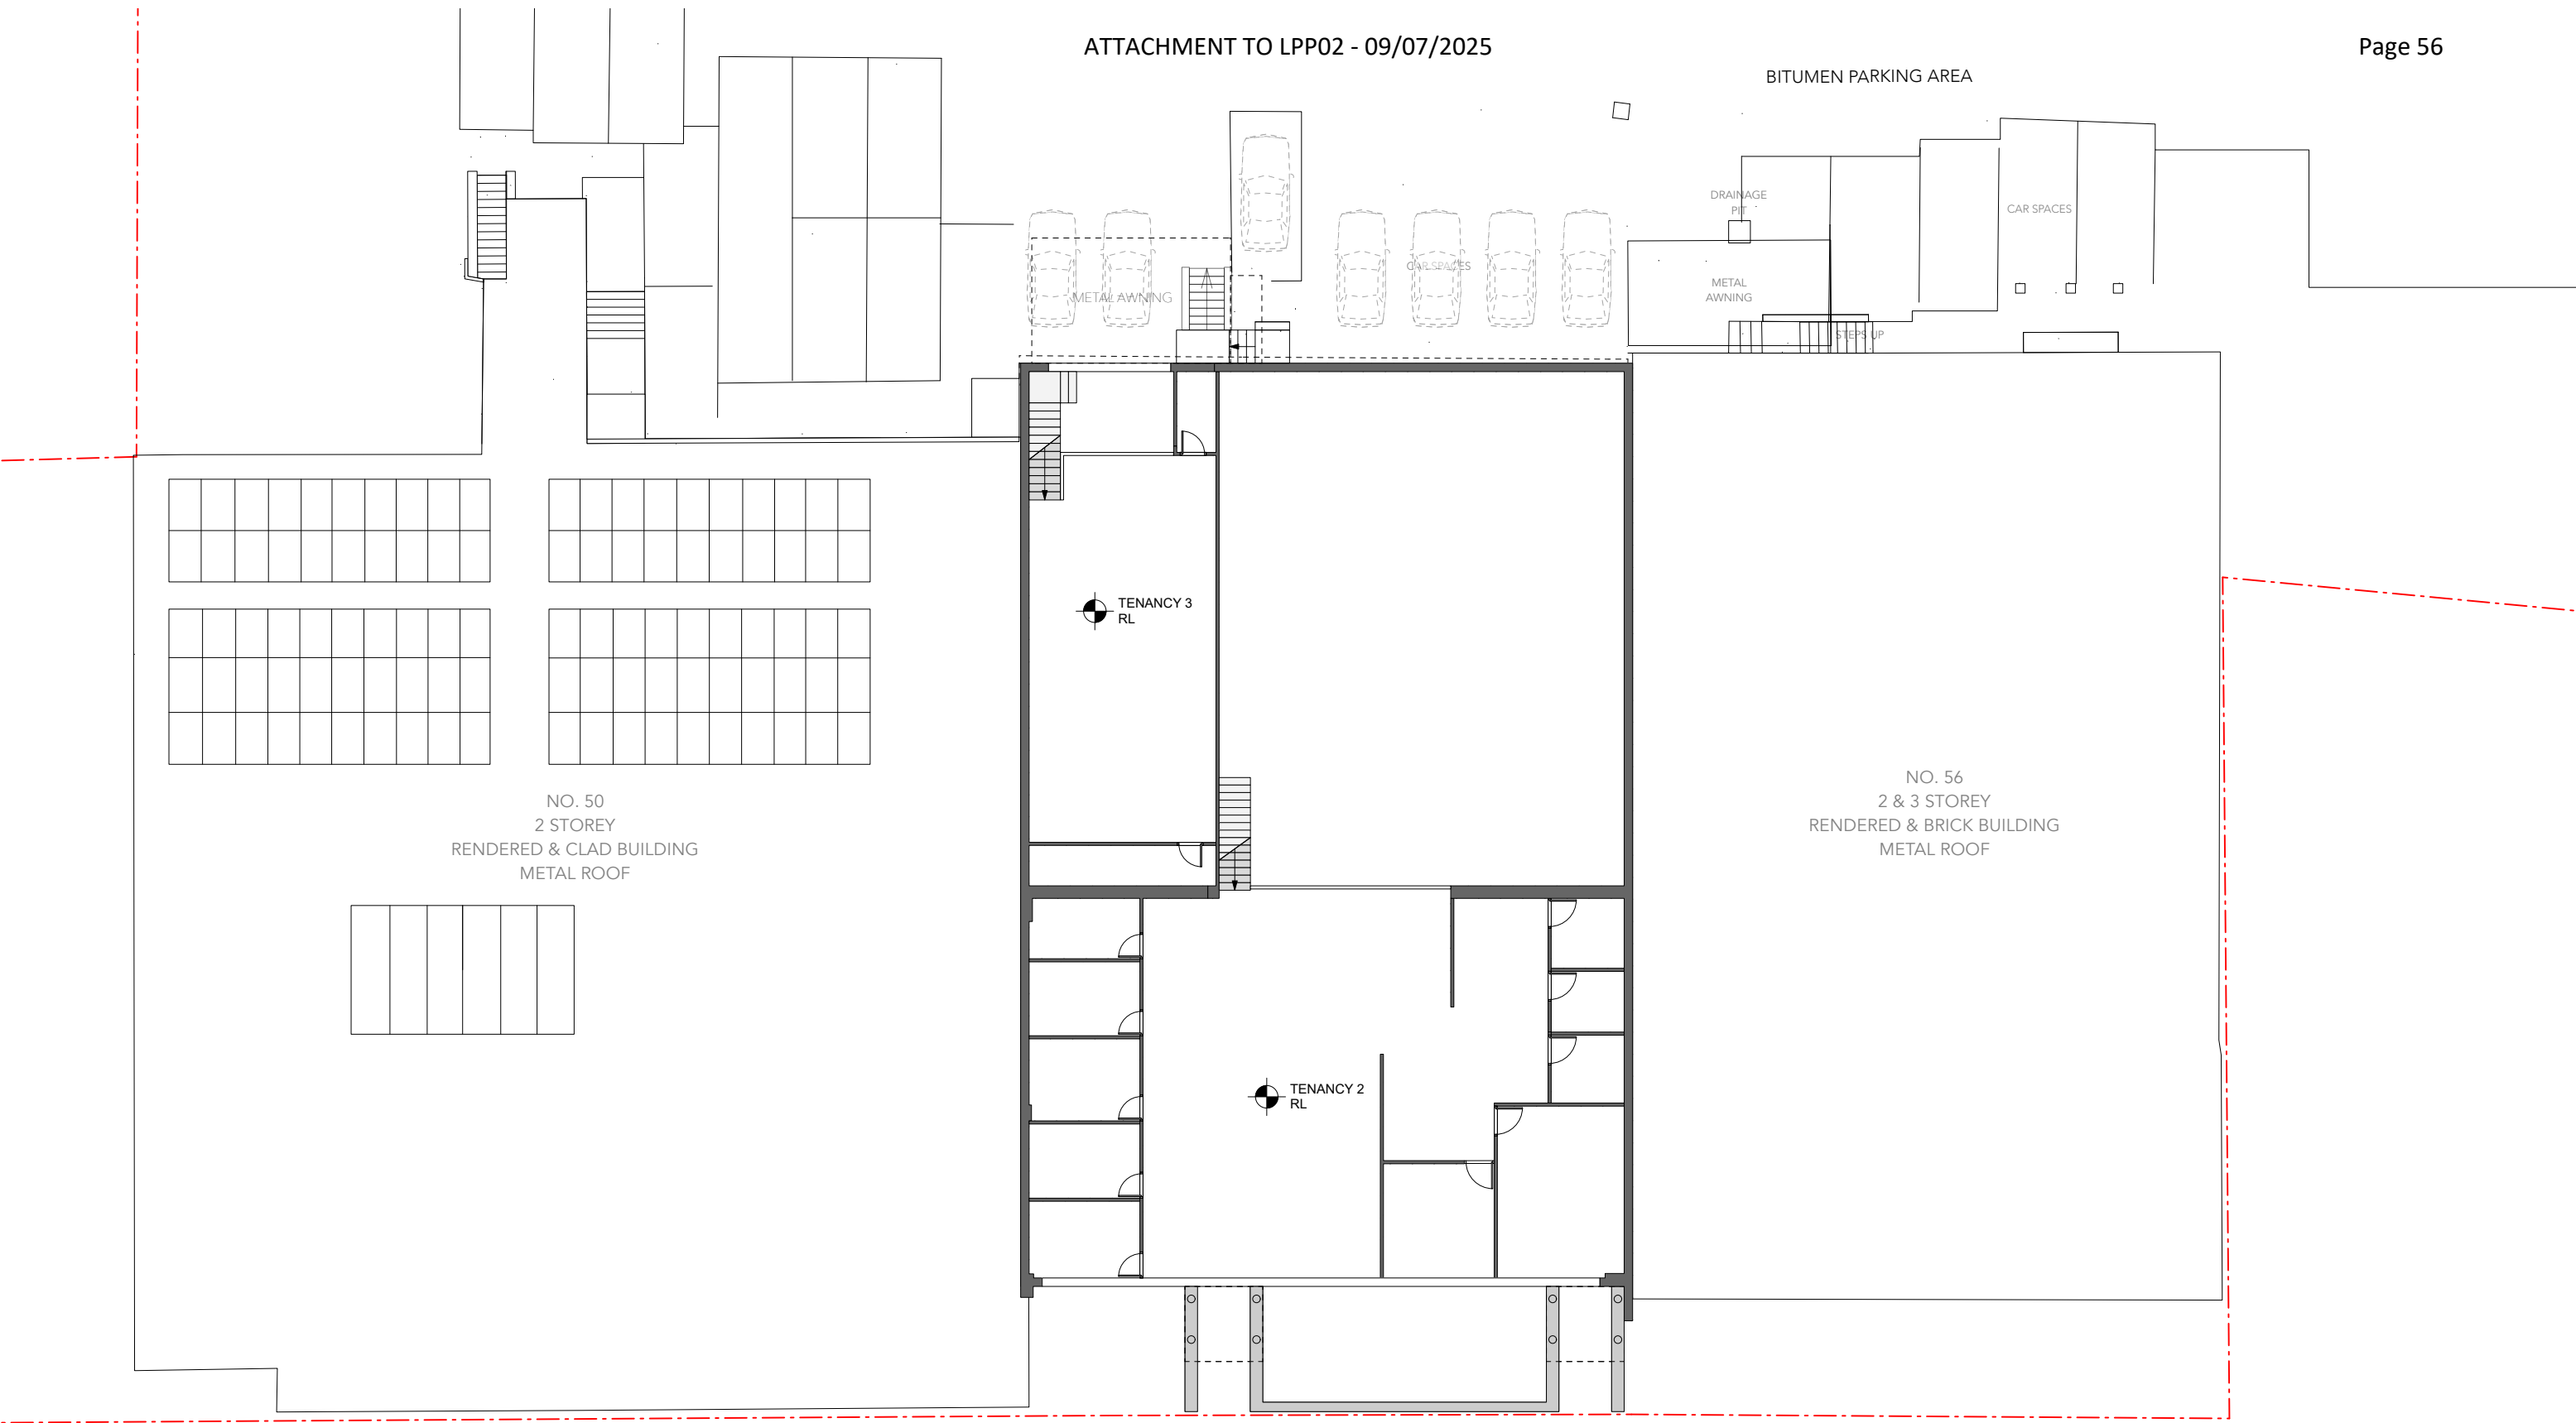 ATTACHMENT TO LPP02 - 09/07/2025
Page 56
BITUMEN PARKING AREA
DRAINAGE
PIT
CAR SPACES
CAR SPACES
METAL AWNING
METAL
AWNING
STEPS UP
TENANCY 3
RL
NO. 50
2 STOREY
RENDERED & CLAD BUILDING
METAL ROOF
NO. 56
2 & 3 STOREY
RENDERED & BRICK BUILDING
METAL ROOF
TENANCY 2
RL